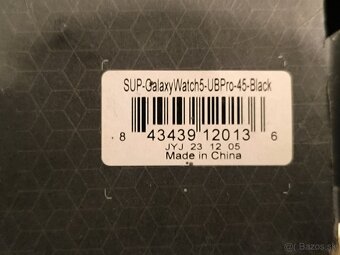 SUP-GalaxyWatch5-UBPro-45-Black
8 43439 12013 6
JYJ 23 12 05
Made in China
© Bazos.sk